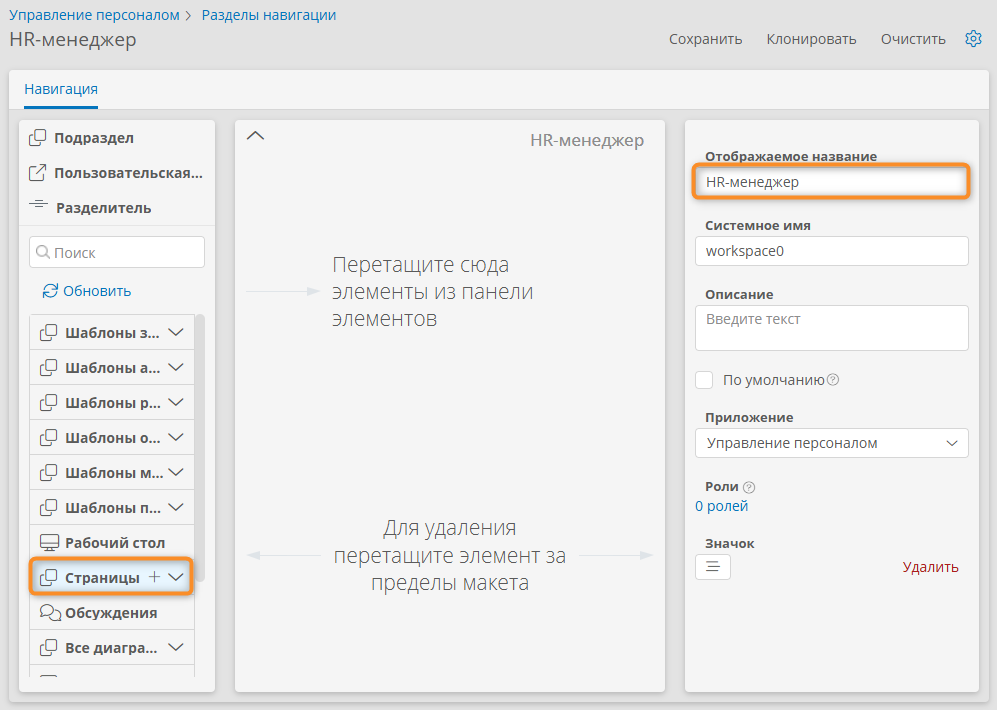 Управление персоналом > Разделы навигации
HR-менеджер
Сохранить Клонировать Очистить
Навигация
Подраздел
Пользовательская...
Разделитель
Поиск
Обновить
Шаблоны з...
Шаблоны а...
Шаблоны р...
Шаблоны о...
Шаблоны м...
Шаблоны п...
Рабочий стол
Страницы
Обсуждения
Все диагра...
HR-менеджер
Перетащите сюда
элементы из панели
элементов
Для удаления
перетащите элемент за
пределы макета
Отображаемое название
HR-менеджер
Системное имя
workspace0
Описание
Введите текст
По умолчанию
Приложение
Управление персоналом
Роли
0 ролей
Значок
Удалить